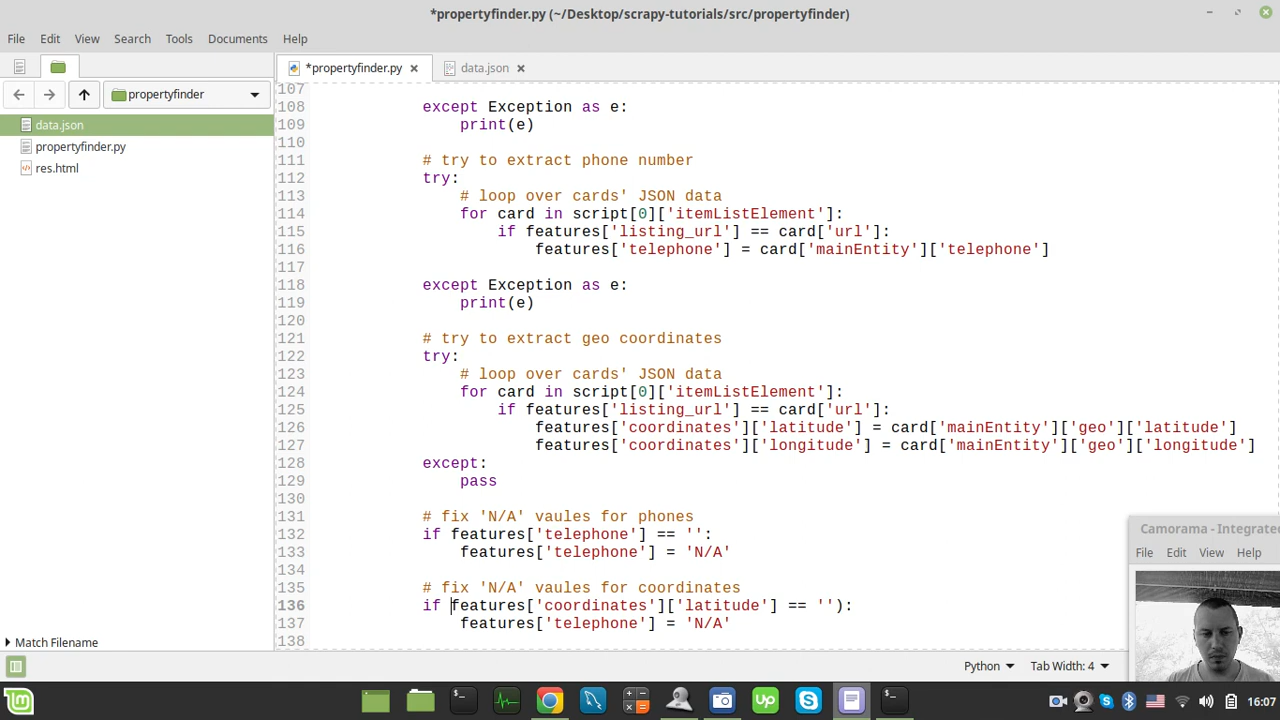 *propertyfinder.py (~/Desktop/scrapy-tutorials/src/propertyfinder)
File Edit View Search Tools Documents Help
*propertyfinder.py
data.json
propertyfinder
data.json
propertyfinder.py
res.html
107
108 except Exception as e:
109 print(e)
110
111 # try to extract phone number
112 try:
113 # loop over cards' JSON data
114 for card in script[0]['itemListElement']:
115 if features['listing_url'] == card['url']:
116 features['telephone'] = card['mainEntity']['telephone']
117
118 except Exception as e:
119 print(e)
120
121 # try to extract geo coordinates
122 try:
123 # loop over cards' JSON data
124 for card in script[0]['itemListElement']:
125 if features['listing_url'] == card['url']:
126 features['coordinates']['latitude'] = card['mainEntity']['geo']['latitude']
127 features['coordinates']['longitude'] = card['mainEntity']['geo']['longitude']
128 except:
129 pass
130
131 # fix 'N/A' vaules for phones
132 if features['telephone'] == '':
133 features['telephone'] = 'N/A'
134
135 # fix 'N/A' vaules for coordinates
136 if features['coordinates']['latitude'] == ''):
137 features['telephone'] = 'N/A'
138
Camorama - Integrated
File Edit View Help
Match Filename
Python
Tab Width: 4
Up
16:07